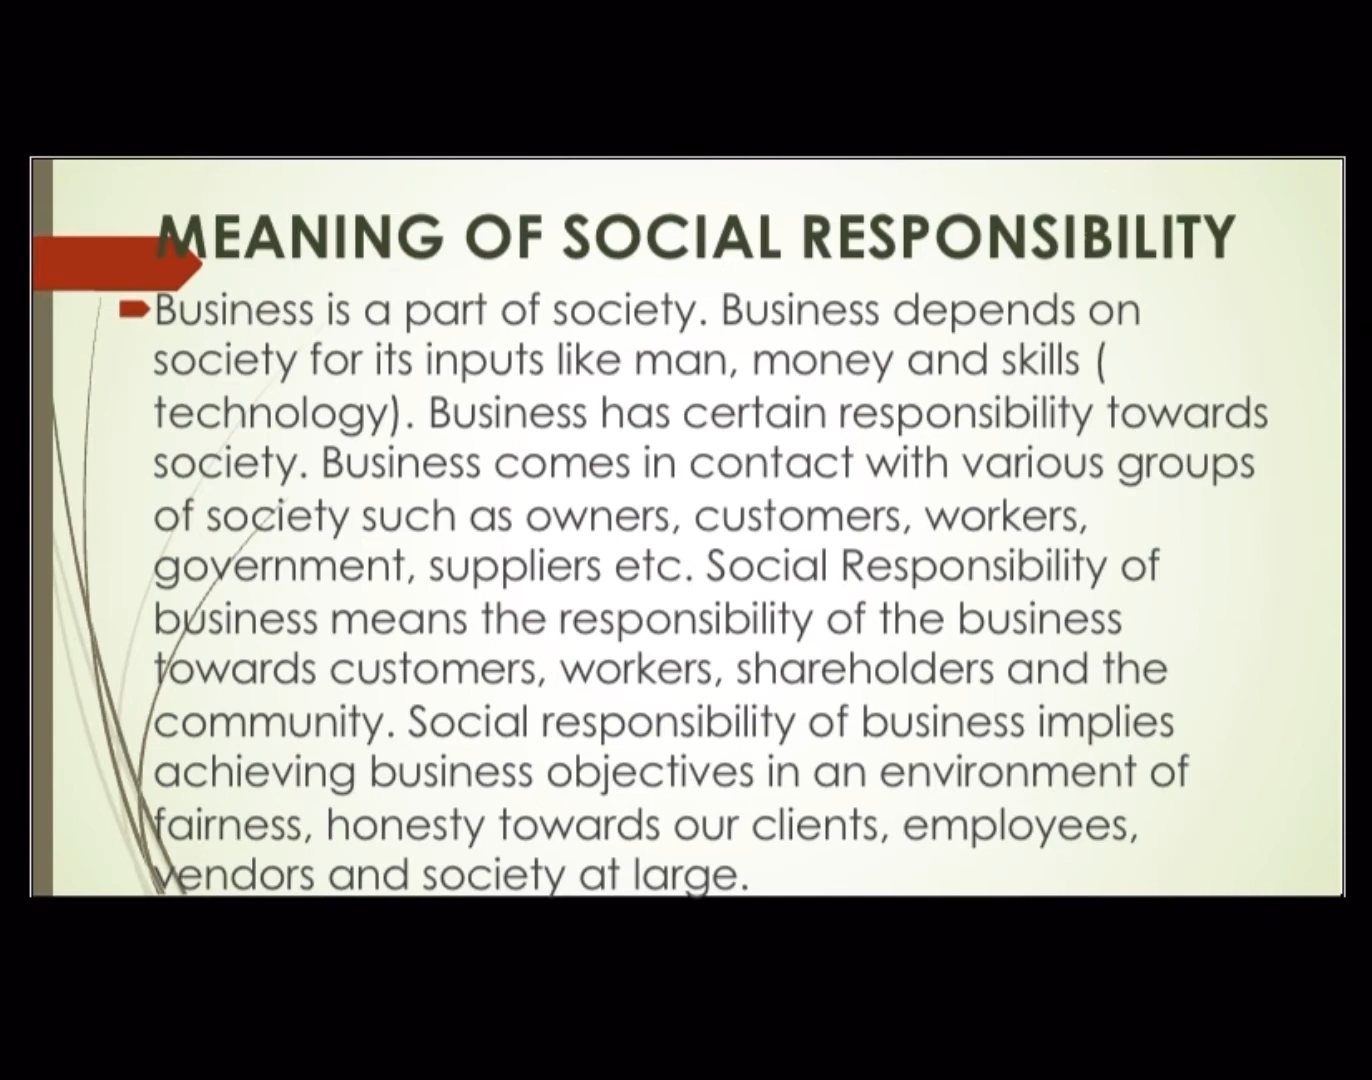 MEANING OF SOCIAL RESPONSIBILITY
Business is a part of society. Business depends on
society for its inputs like man, money and skills (
technology). Business has certain responsibility towards
society. Business comes in contact with various groups
of society such as owners, customers, workers,
government, suppliers etc. Social Responsibility of
business means the responsibility of the business
towards customers, workers, shareholders and the
community. Social responsibility of business implies
achieving business objectives in an environment of
fairness, honesty towards our clients, employees,
vendors and society at large.